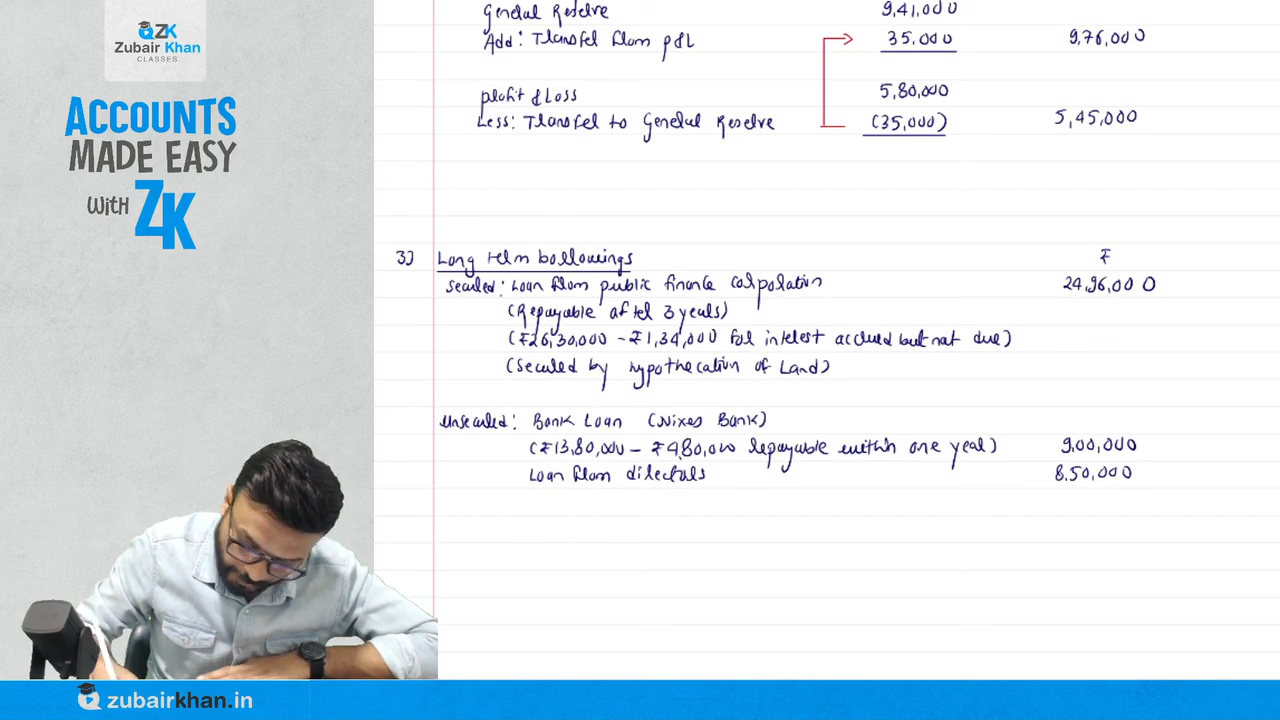 ZK
Zubair Khan
CLASSES
ACCOUNTS
MADE EASY
with ZK
General Reserve 9,41,000
Add: Transfer from P&L 35,000 9,76,000
profit & Loss 5,80,000
Less: Transfer to General Reserve (35,000) 5,45,000
3) Long term borrowings ₹
Secured: Loan from public finance corporation 24,96,000
(Repayable after 3 years)
(₹26,30,000 - ₹1,34,000 for interest accrued but not due)
(Secured by hypothecation of Land)
Unsecured: Bank Loan (Nixes Bank)
(₹13,80,000 - ₹4,80,000 repayable within one year) 9,00,000
Loan from directors 8,50,000
zubairkhan.in